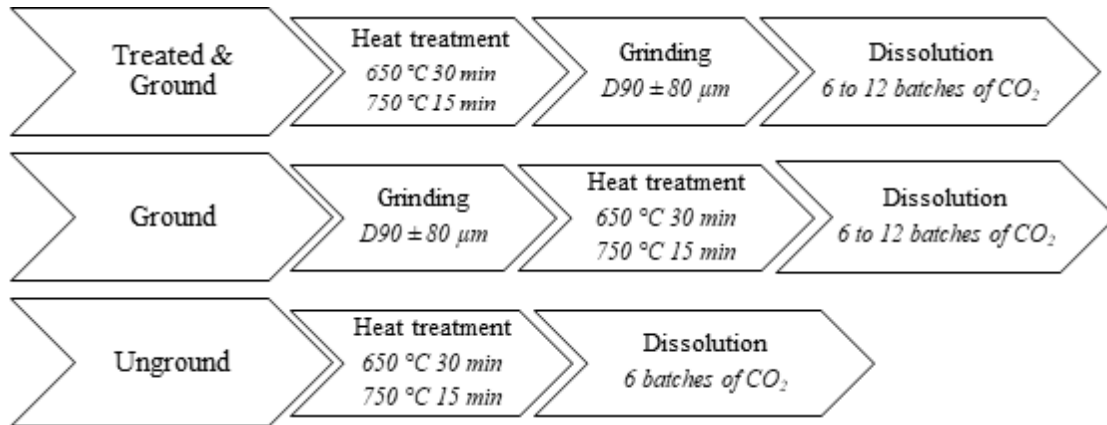 Treated &
Ground
Heat treatment
650 °C 30 min
750 °C 15 min
Grinding
D90 ± 80 µm
Dissolution
6 to 12 batches of CO₂
Ground
Grinding
D90 ± 80 µm
Heat treatment
650 °C 30 min
750 °C 15 min
Dissolution
6 to 12 batches of CO₂
Unground
Heat treatment
650 °C 30 min
750 °C 15 min
Dissolution
6 batches of CO₂